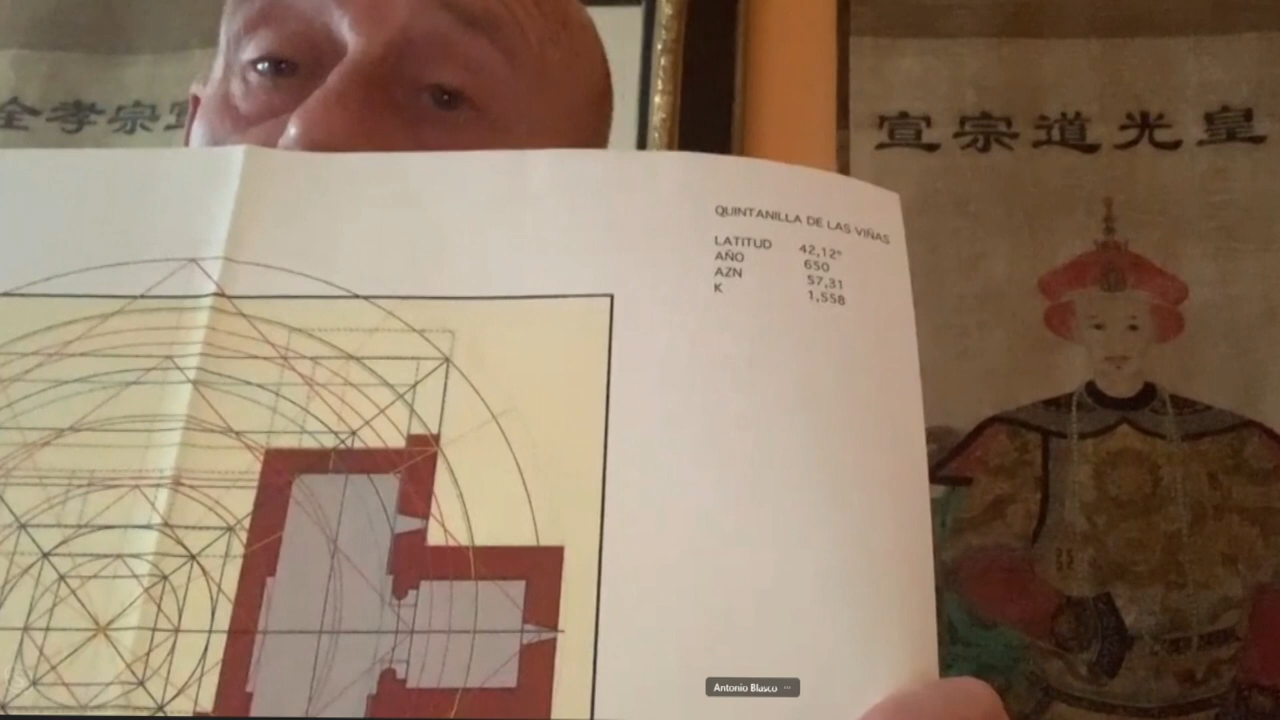 全孝宗宣
宣宗道光皇
QUINTANILLA DE LAS VIÑAS
LATITUD 42,12°
AÑO 650
AZN 57,31
K 1,558
Antonio Blasco